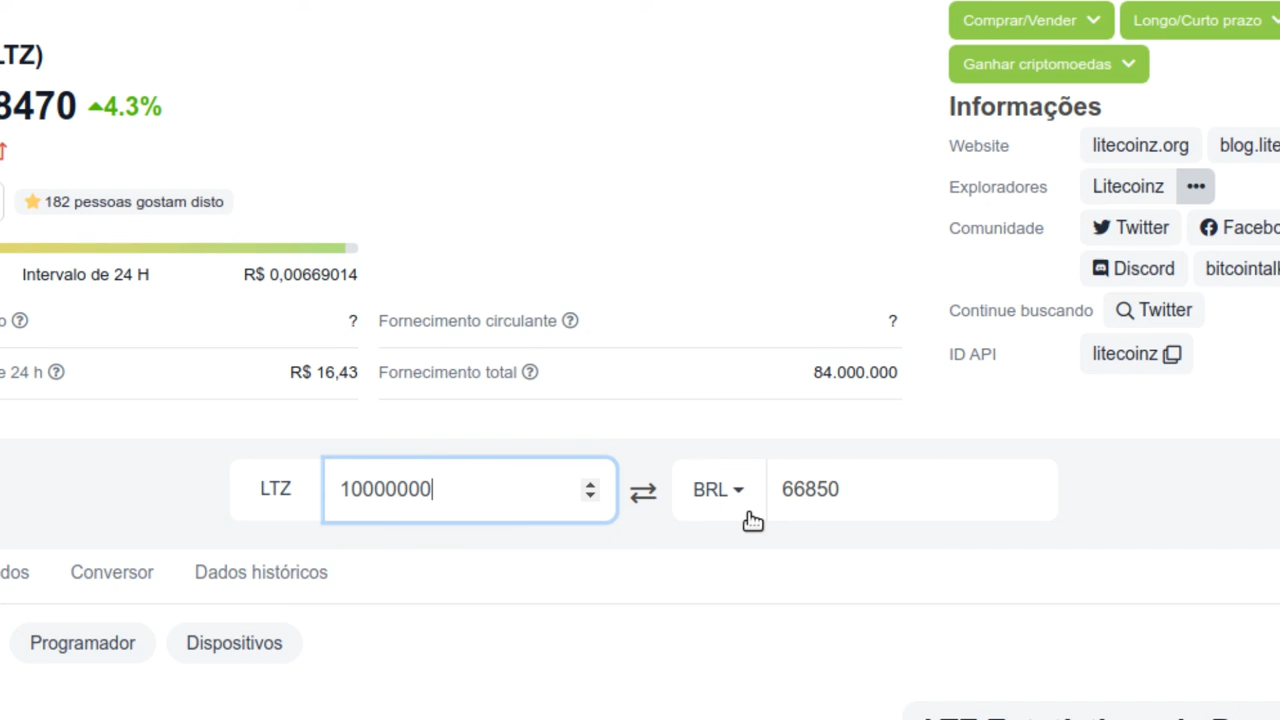 LTZ)
8470 4.3%
182 pessoas gostam disto
Intervalo de 24 H R$ 0,00669014
o ? Fornecimento circulante ?
e 24 h R$ 16,43 Fornecimento total 84.000.000
LTZ 10000000 BRL 66850
dos Conversor Dados históricos
Programador Dispositivos
Comprar/Vender Longo/Curto prazo
Ganhar criptomoedas
Informações
Website litecoinz.org blog.lite
Exploradores Litecoinz •••
Comunidade Twitter Facebo
Discord bitcointalk
Continue buscando Twitter
ID API litecoinz